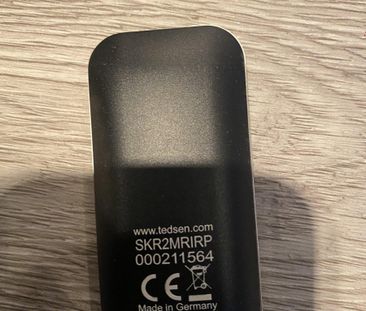 www.tedsen.com
SKR2MRIRP
000211564
CE
Made in Germany